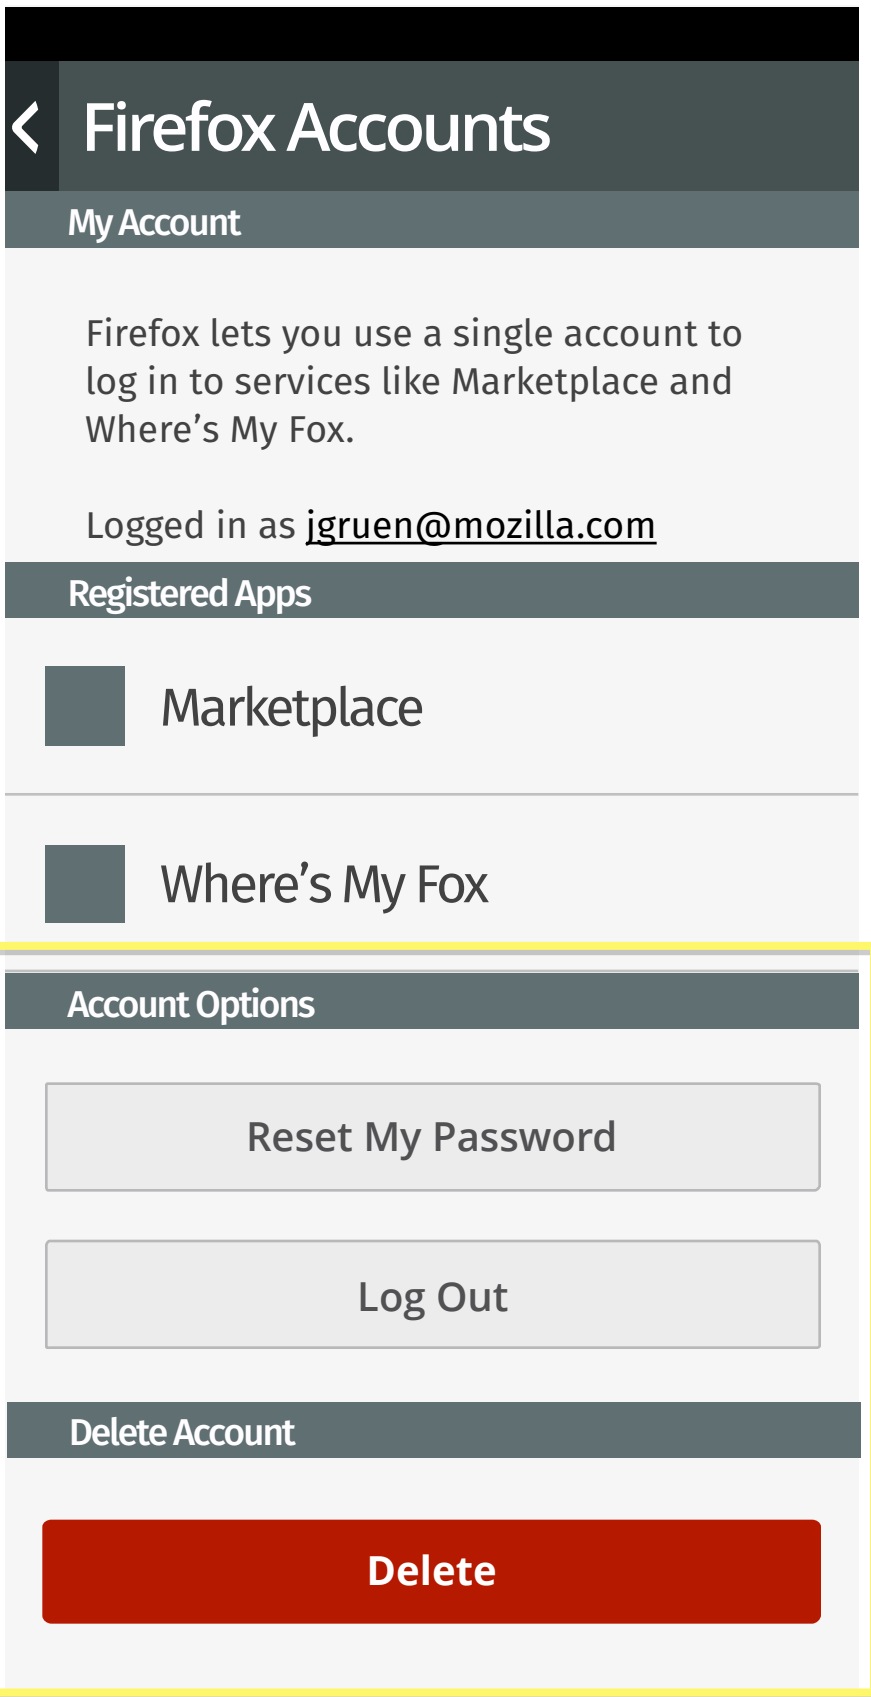 Firefox Accounts
My Account
Firefox lets you use a single account to
log in to services like Marketplace and
Where’s My Fox.
Logged in as jgruen@mozilla.com
Registered Apps
Marketplace
Where’s My Fox
Account Options
Reset My Password
Log Out
Delete Account
Delete